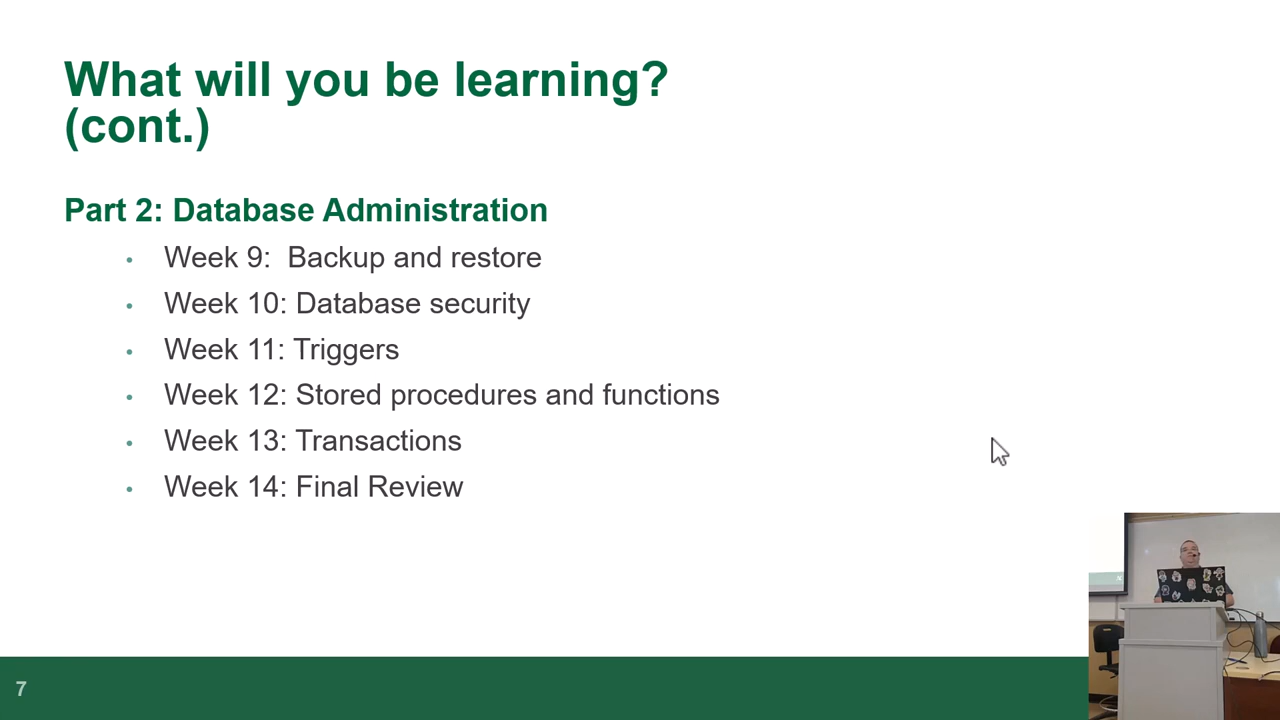 What will you be learning?
(cont.)
Part 2: Database Administration
• Week 9:  Backup and restore
• Week 10: Database security
• Week 11: Triggers
• Week 12: Stored procedures and functions
• Week 13: Transactions
• Week 14: Final Review
7